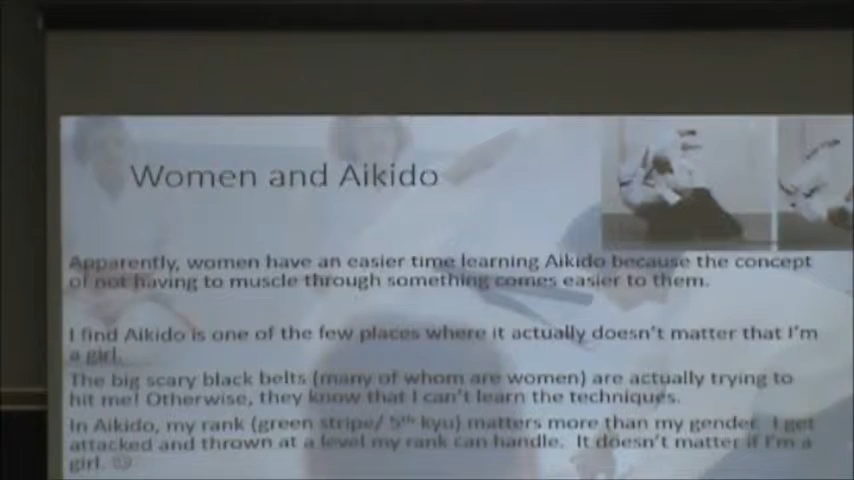 Women and Aikido
Apparently, women have an easier time learning Aikido because the concept
of not having to muscle through something comes easier to them.
I find Aikido is one of the few places where it actually doesn't matter that I'm
a girl.
The big scary black belts (many of whom are women) are actually trying to
hit me! Otherwise, they know that I can't learn the techniques.
In Aikido, my rank (green stripe/ 5th kyu) matters more than my gender. I get
attacked and thrown at a level my rank can handle. It doesn't matter if I'm a
girl. ☺